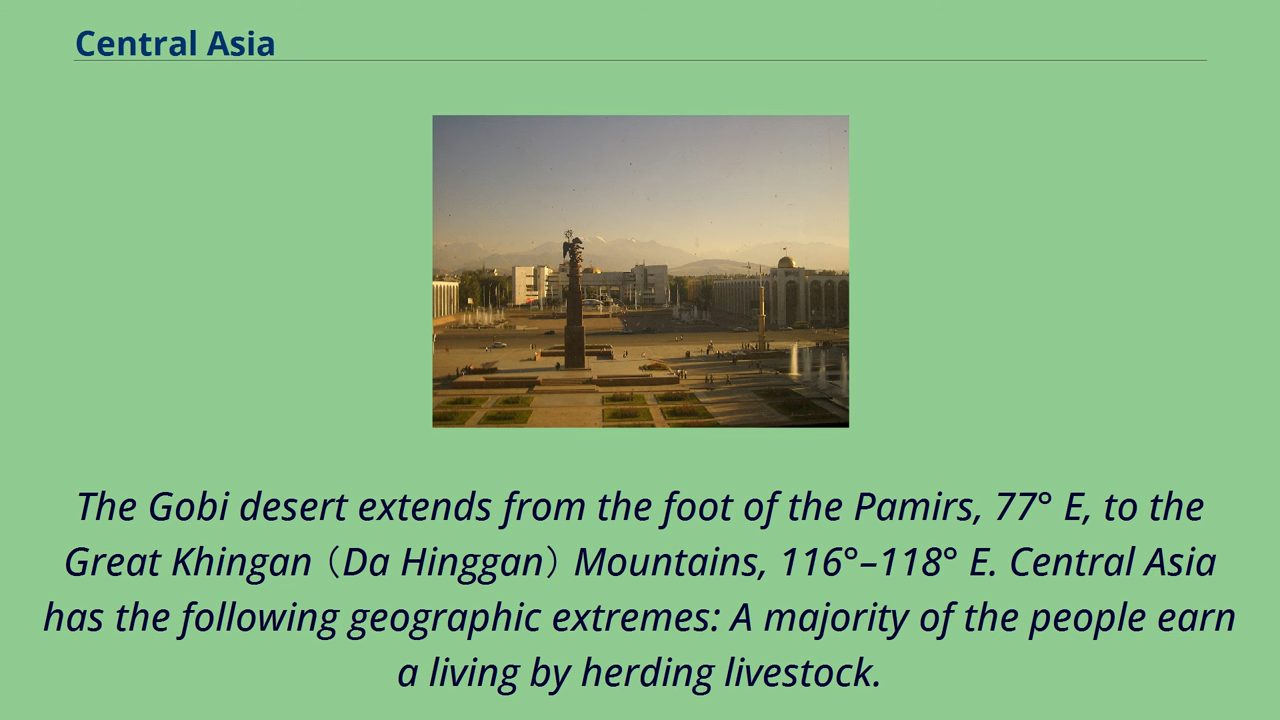 Central Asia
The Gobi desert extends from the foot of the Pamirs, 77° E, to the
Great Khingan （Da Hinggan） Mountains, 116°–118° E. Central Asia
has the following geographic extremes: A majority of the people earn
a living by herding livestock.